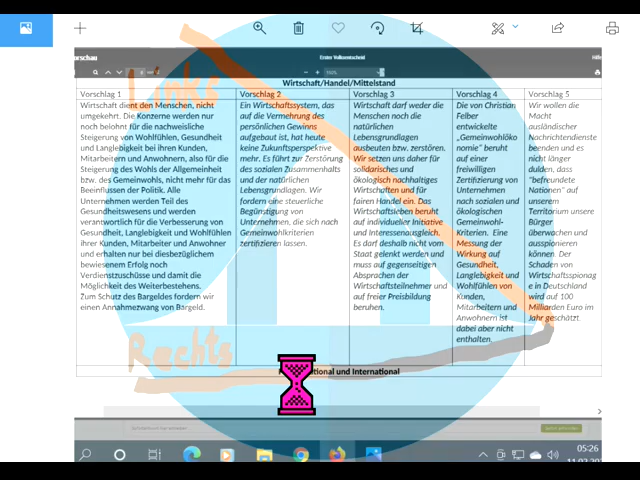 Erster Volksentscheid
Links
Wirtschaft/Handel/Mittelstand
Vorschlag 1
Wirtschaft dient den Menschen, nicht
umgekehrt. Die Konzerne werden nur
noch belohnt für die nachweisliche
Steigerung von Wohlfühlen, Gesundheit
und Langlebigkeit bei ihren Kunden,
Mitarbeitern und Anwohnern, also für die
Steigerung des Wohls der Allgemeinheit
bzw. des Gemeinwohls, nicht mehr für das
Beeinflussen der Politik. Alle
Unternehmen werden Teil des
Gesundheitswesens und werden
verantwortlich für die Verbesserung von
Gesundheit, Langlebigkeit und Wohlfühlen
ihrer Kunden, Mitarbeiter und Anwohner
und erhalten nur bei diesbezüglichem
bewiesenem Erfolg noch
Verdienstzuschüsse und damit die
Möglichkeit des Weiterbestehens.
Zum Schutz des Bargeldes fordern wir
einen Annahmezwang von Bargeld.
Vorschlag 2
Ein Wirtschaftssystem, das
auf die Vermehrung des
persönlichen Gewinns
aufgebaut ist, hat heute
keine Zukunftsperspektive
mehr. Es führt zur Zerstörung
des sozialen Zusammenhalts
und der natürlichen
Lebensgrundlagen. Wir
fordern eine steuerliche
Begünstigung von
Unternehmen, die sich nach
Gemeinwohlkriterien
zertifizieren lassen.
Vorschlag 3
Wirtschaft darf weder die
Menschen noch die
natürlichen
Lebensgrundlagen
ausbeuten bzw. zerstören.
Wir setzen uns daher für
solidarisches und
ökologisch nachhaltiges
Wirtschaften und für
fairen Handel ein. Das
Wirtschaftsleben beruht
auf individueller Initiative
und Interessenausgleich.
Es darf deshalb nicht vom
Staat gelenkt werden und
muss auf gegenseitigen
Absprachen der
Wirtschaftsteilnehmer und
auf freier Preisbildung
beruhen.
Vorschlag 4
Die von Christian
Felber
entwickelte
„Gemeinwohlöko
nomie“ beruht
auf einer
freiwilligen
Zertifizierung von
Unternehmen
nach sozialen und
ökologischen
Gemeinwohl-
Kriterien. Eine
Messung der
Wirkung auf
Gesundheit,
Langlebigkeit und
Wohlfühlen von
Kunden,
Mitarbeitern und
Anwohnern ist
dabei aber nicht
enthalten.
Vorschlag 5
Wir wollen die
Macht
ausländischer
Nachrichtendienste
beenden und es
nicht länger
dulden, dass
"befreundete
Nationen" auf
unserem
Territorium unsere
Bürger
überwachen und
ausspionieren
können. Der
Schaden von
Wirtschaftsspionag
e in Deutschland
wird auf 100
Milliarden Euro im
Jahr geschätzt.
Rechts
und International
05:26